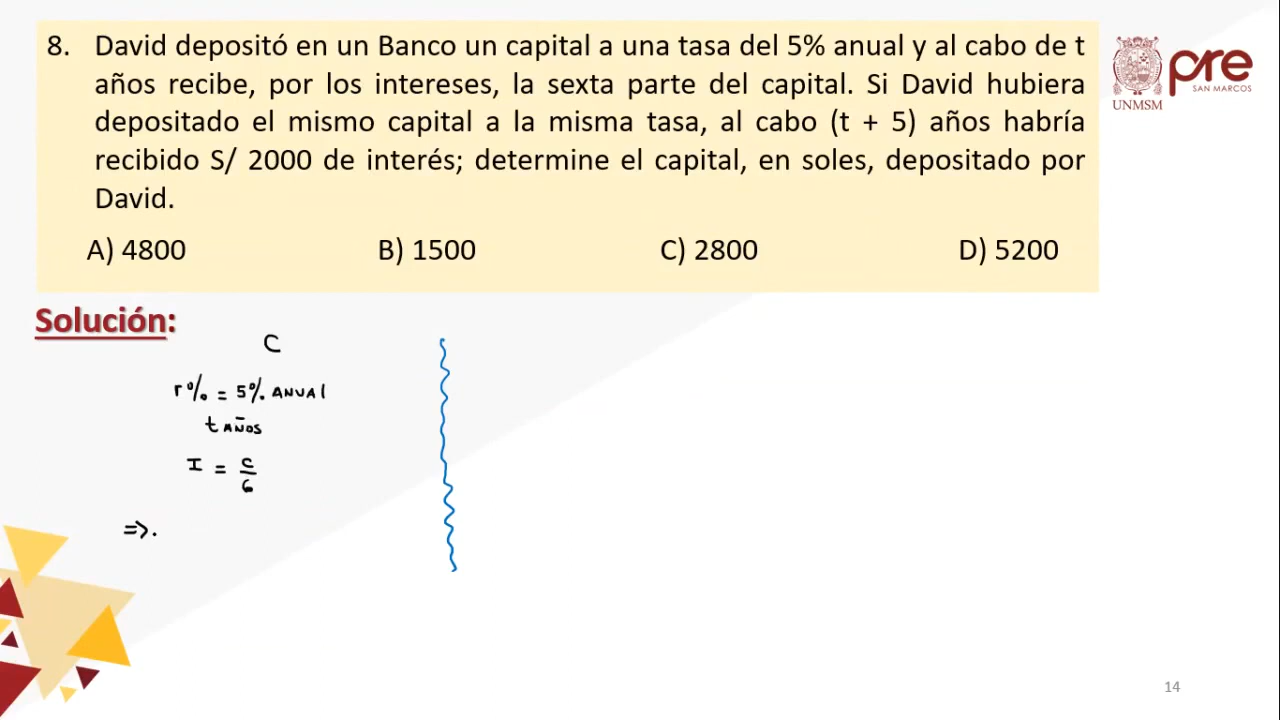 8. David depositó en un Banco un capital a una tasa del 5% anual y al cabo de t
años recibe, por los intereses, la sexta parte del capital. Si David hubiera
depositado el mismo capital a la misma tasa, al cabo (t + 5) años habría
recibido S/ 2000 de interés; determine el capital, en soles, depositado por
David.
A) 4800 B) 1500 C) 2800 D) 5200
UNMSM
pre
SAN MARCOS
Solución:
C
r% = 5% ANUAl
t AÑOS
I = C/6
=>.
14